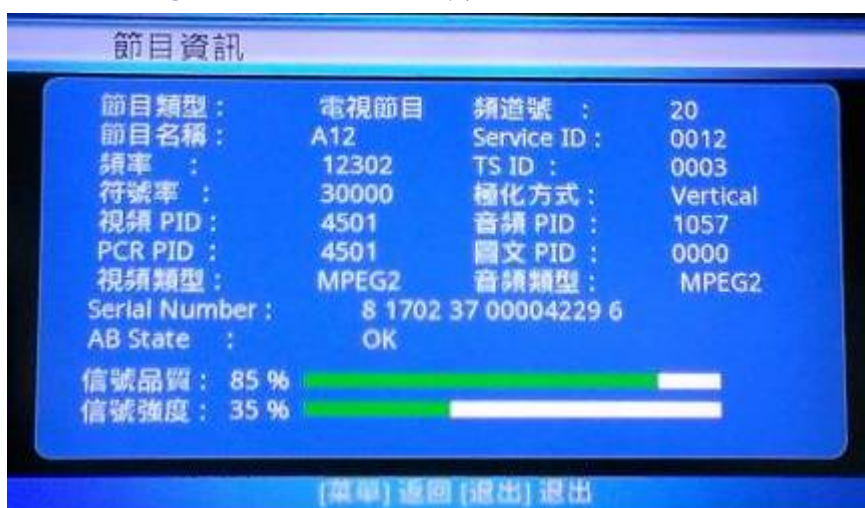 節目資訊
節目類型： 電視節目 頻道號 ： 20
節目名稱： A12 Service ID： 0012
頻率 ： 12302 TS ID： 0003
符號率 ： 30000 極化方式： Vertical
視頻 PID： 4501 音頻 PID： 1057
PCR PID ： 4501 圖文 PID： 0000
視頻類型： MPEG2 音頻類型： MPEG2
Serial Number： 8 1702 37 00004229 6
AB State ： OK
信號品質： 85 %
信號強度： 35 %
[菜單] 返回 [退出] 退出